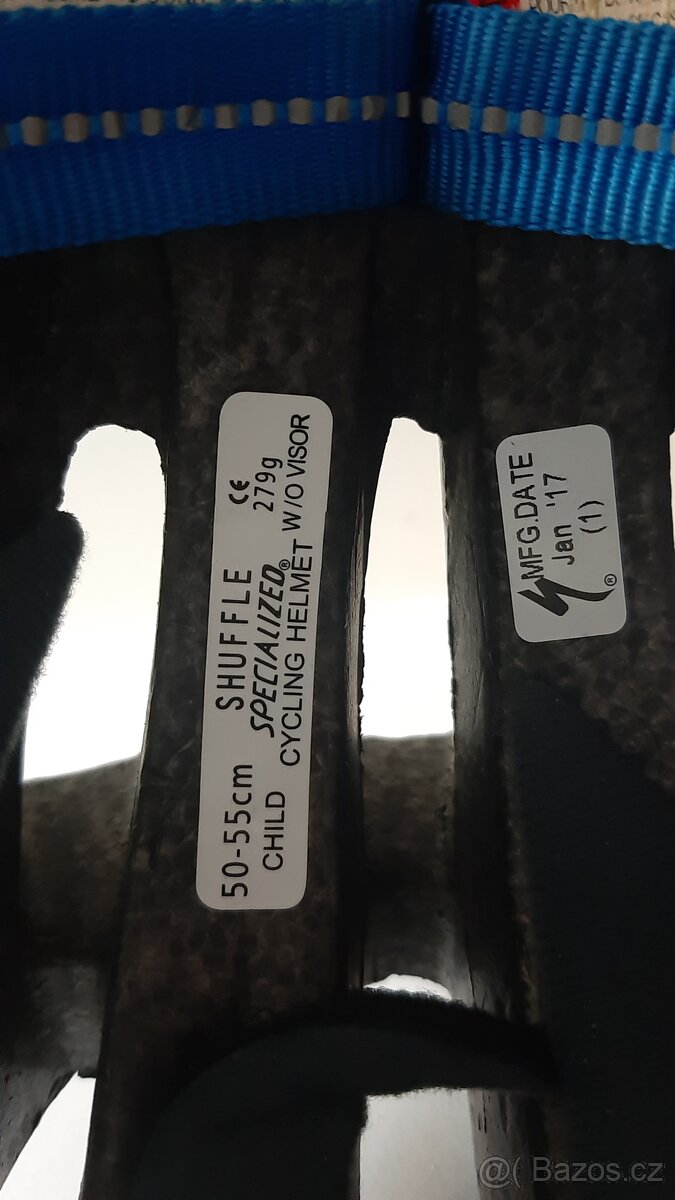 50-55cm SHUFFLE CE
CHILD SPECIALIZED® 279g
CYCLING HELMET W/O VISOR
MFG.DATE
Jan '17
® (1)
@( Bazos.cz